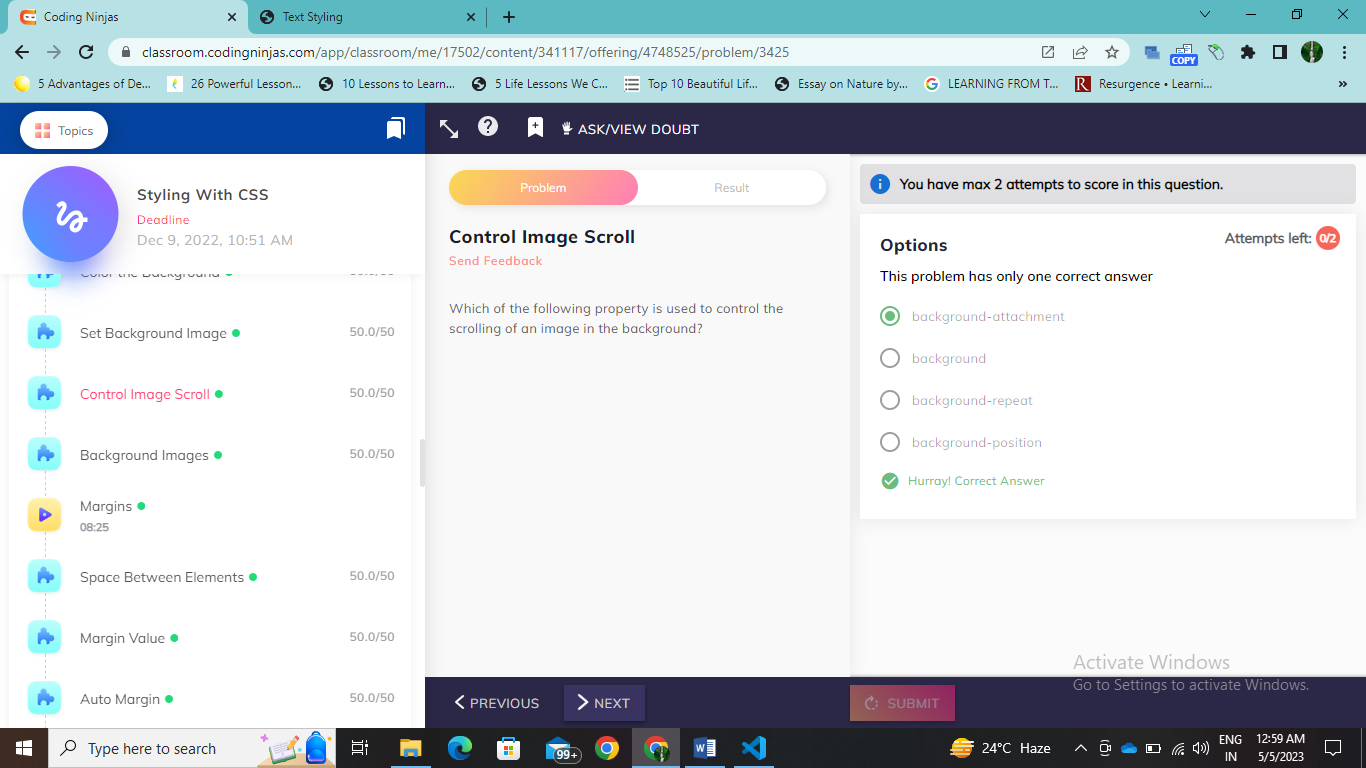 Coding Ninjas
Text Styling
classroom.codingninjas.com/app/classroom/me/17502/content/341117/offering/4748525/problem/3425
COPY
5 Advantages of De...
26 Powerful Lesson...
10 Lessons to Learn...
5 Life Lessons We C...
Top 10 Beautiful Lif...
Essay on Nature by...
LEARNING FROM T...
Resurgence • Learni...
Topics
ASK/VIEW DOUBT
Styling With CSS
Deadline
Dec 9, 2022, 10:51 AM
Color the Background 50.0/50
Set Background Image 50.0/50
Control Image Scroll 50.0/50
Background Images 50.0/50
Margins
08:25
Space Between Elements 50.0/50
Margin Value 50.0/50
Auto Margin 50.0/50
Problem
Result
Control Image Scroll
Send Feedback
Which of the following property is used to control the
scrolling of an image in the background?
You have max 2 attempts to score in this question.
Options
Attempts left: 0/2
This problem has only one correct answer
background-attachment
background
background-repeat
background-position
Hurray! Correct Answer
PREVIOUS
NEXT
SUBMIT
Activate Windows
Go to Settings to activate Windows.
Type here to search
99+
24°C Haze
ENG
IN
12:59 AM
5/5/2023